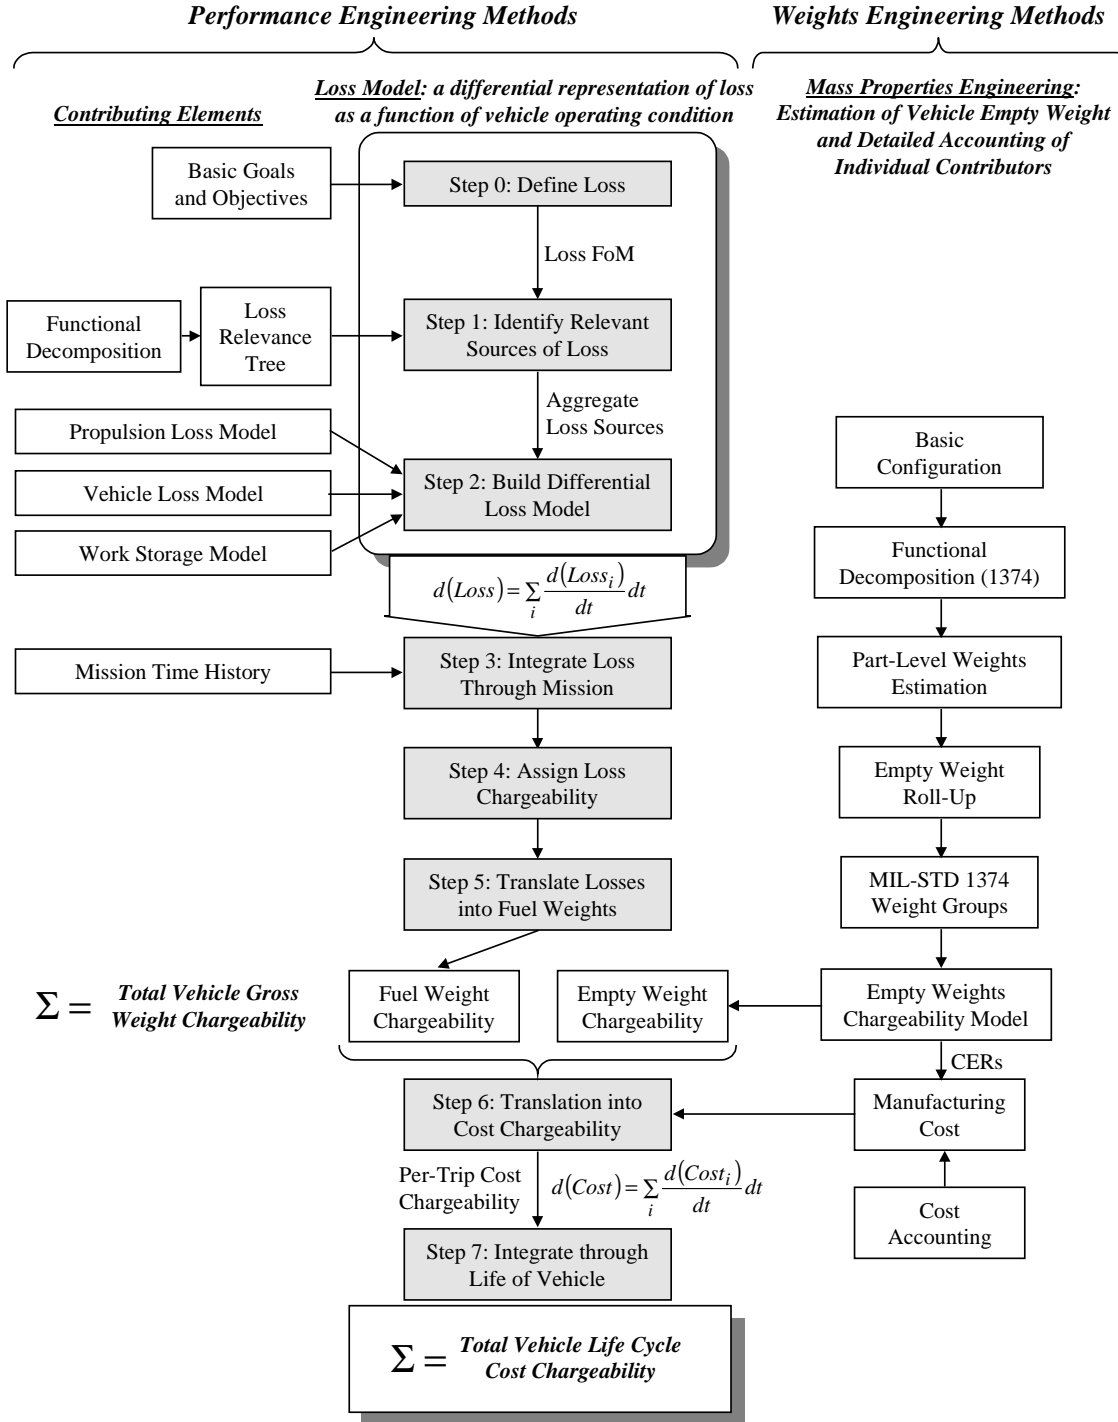 Performance Engineering Methods
Weights Engineering Methods
Contributing Elements
Loss Model: a differential representation of loss
as a function of vehicle operating condition
Mass Properties Engineering:
Estimation of Vehicle Empty Weight
and Detailed Accounting of
Individual Contributors
Basic Goals
and Objectives
Step 0: Define Loss
Loss FoM
Functional
Decomposition
Loss
Relevance
Tree
Step 1: Identify Relevant
Sources of Loss
Aggregate
Loss Sources
Propulsion Loss Model
Vehicle Loss Model
Work Storage Model
Step 2: Build Differential
Loss Model
d(Loss) = ∑_i d(Loss_i)/dt dt
Mission Time History
Step 3: Integrate Loss
Through Mission
Step 4: Assign Loss
Chargeability
Step 5: Translate Losses
into Fuel Weights
Basic
Configuration
Functional
Decomposition (1374)
Part-Level Weights
Estimation
Empty Weight
Roll-Up
MIL-STD 1374
Weight Groups
Σ = Total Vehicle Gross
Weight Chargeability
Fuel Weight
Chargeability
Empty Weight
Chargeability
Empty Weights
Chargeability Model
CERs
Step 6: Translation into
Cost Chargeability
Manufacturing
Cost
Per-Trip Cost
Chargeability
d(Cost) = ∑_i d(Cost_i)/dt dt
Cost
Accounting
Step 7: Integrate through
Life of Vehicle
Σ = Total Vehicle Life Cycle
Cost Chargeability